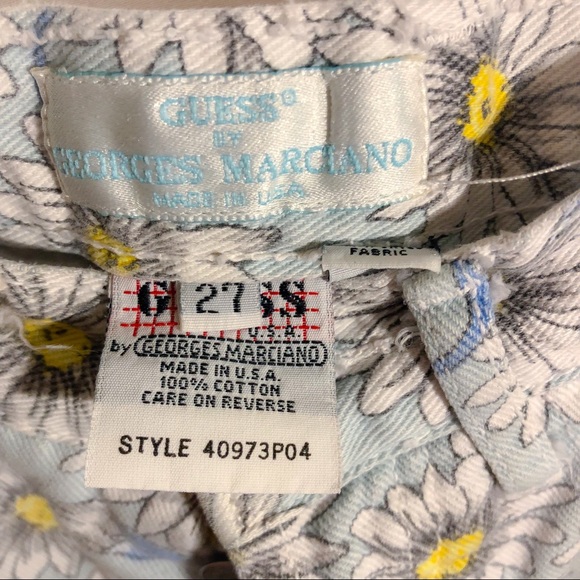 GUESS®
BY
GEORGES MARCIANO
MADE IN U.S.A.
FABRIC
27
U.S.A.
by GEORGES MARCIANO
MADE IN U.S.A.
100% COTTON
CARE ON REVERSE
STYLE 40973P04